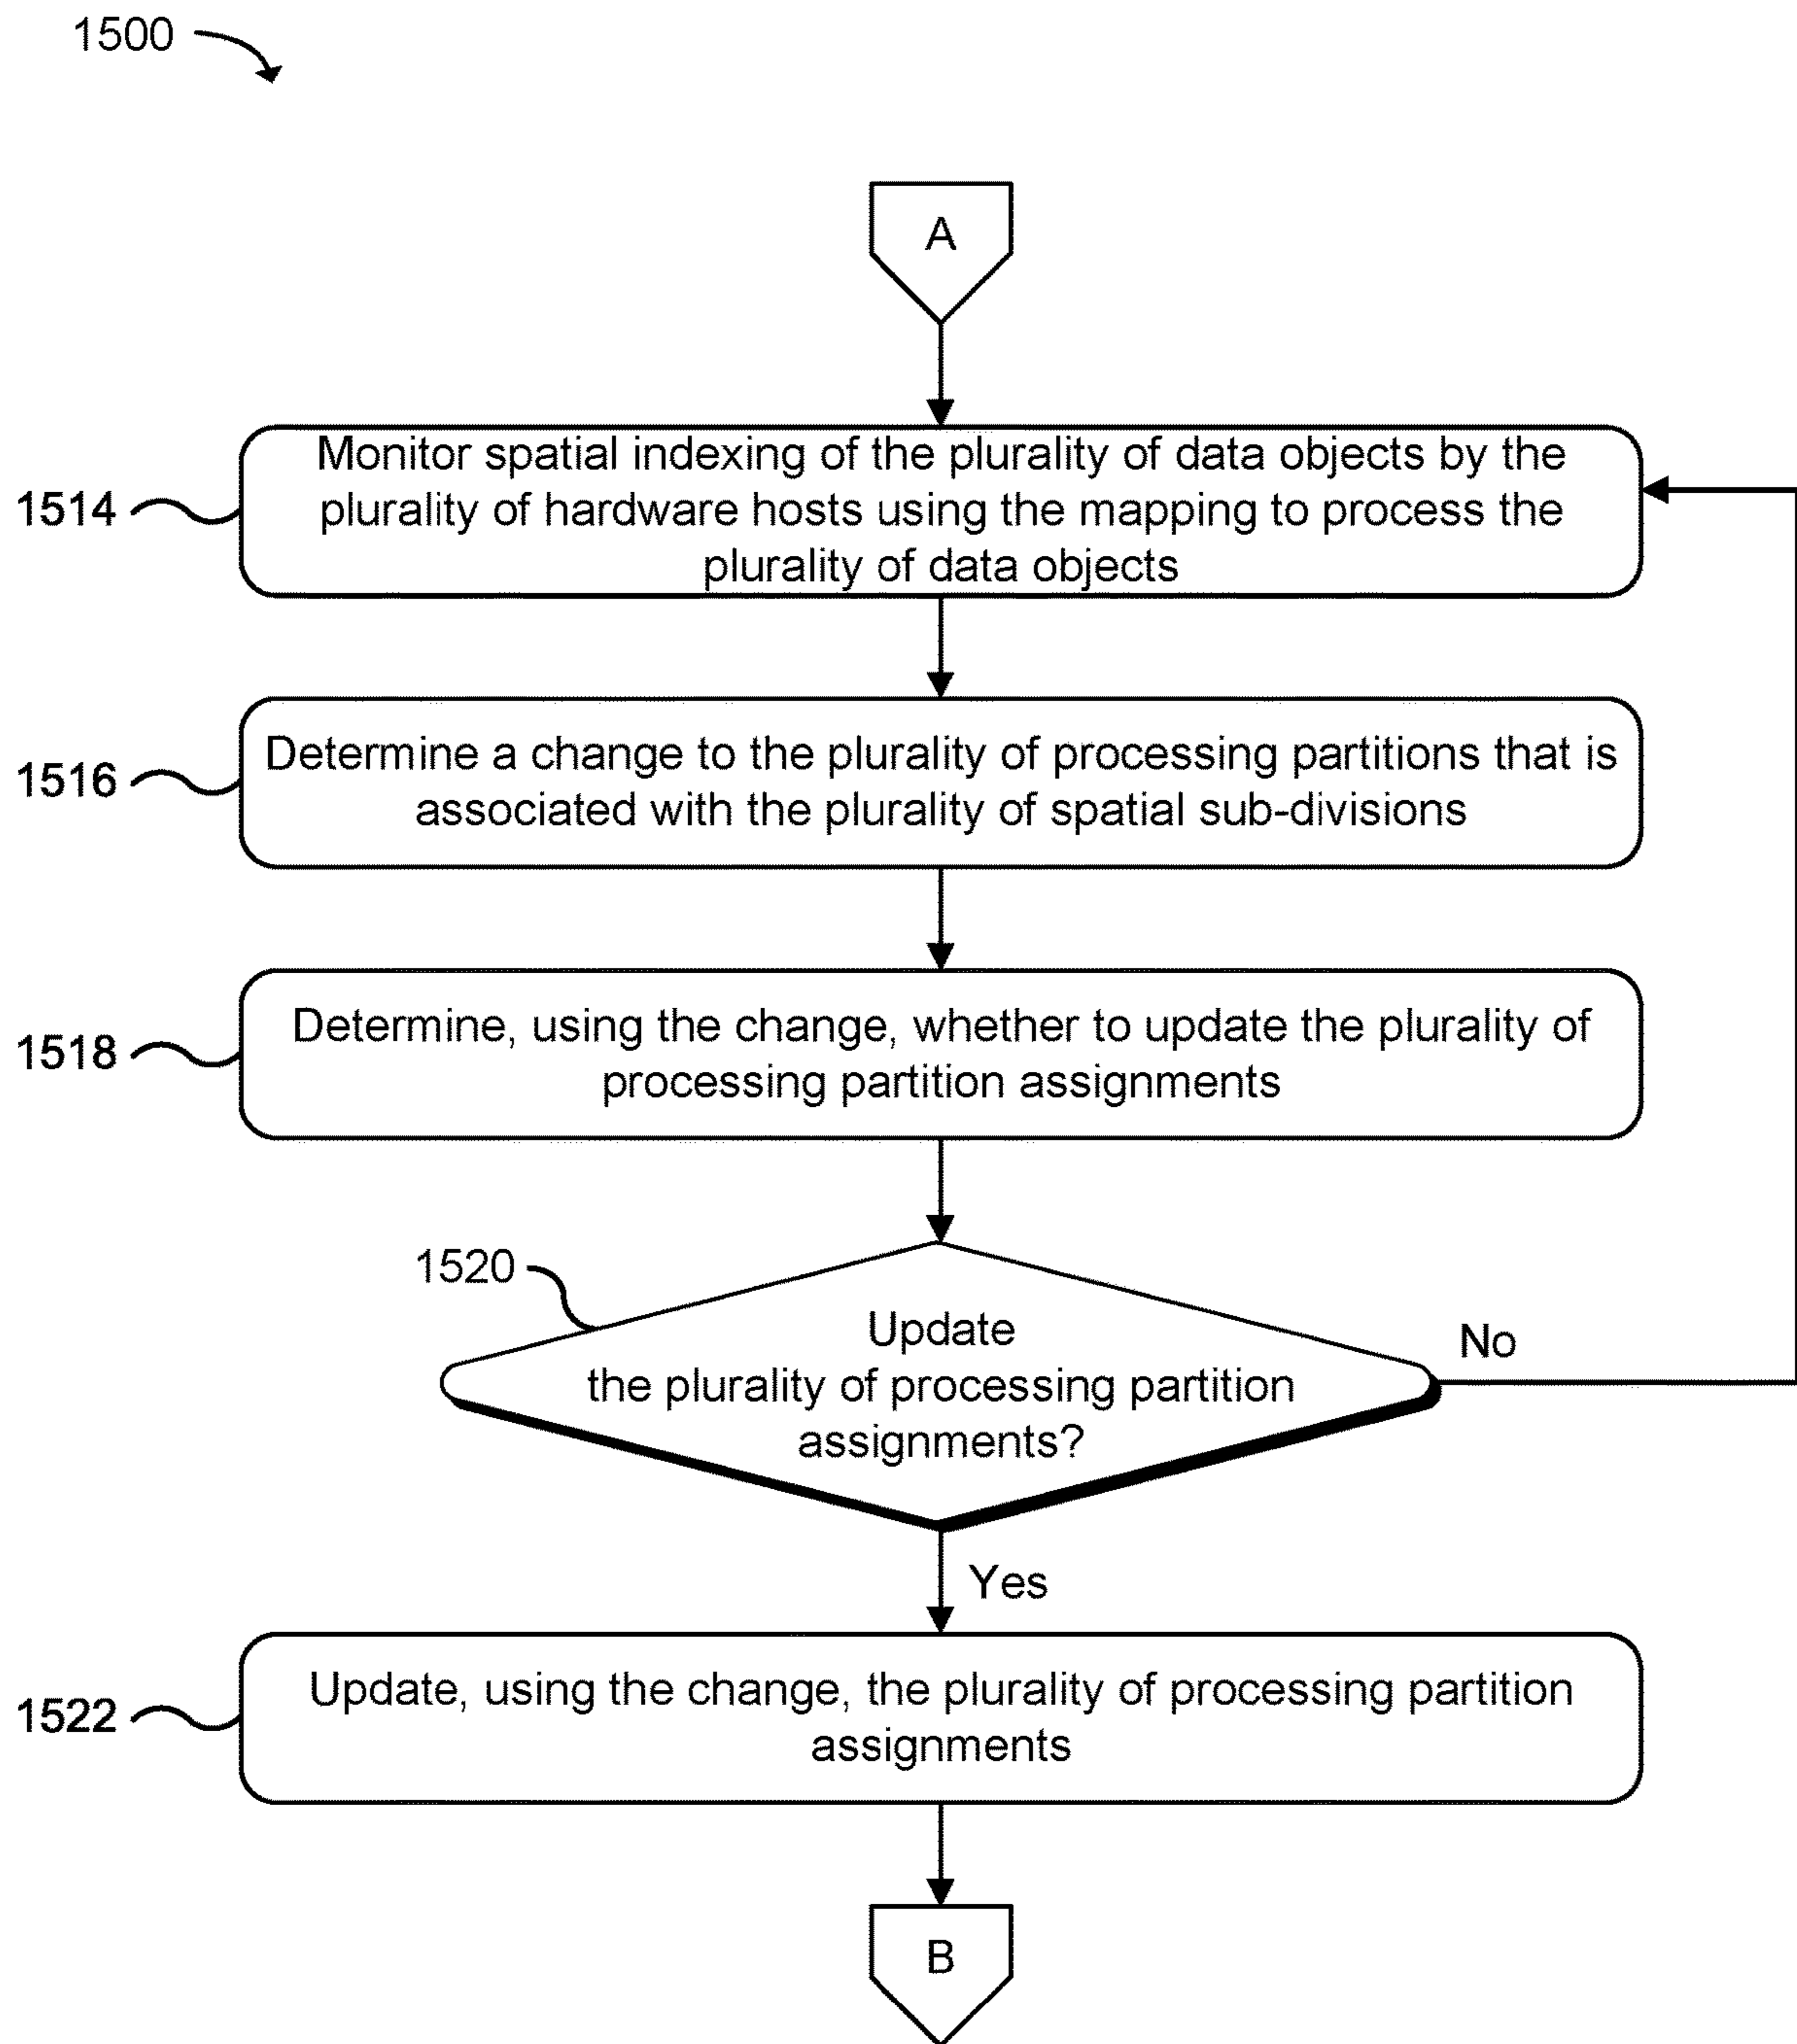 1500
A
1514
Monitor spatial indexing of the plurality of data objects by the
plurality of hardware hosts using the mapping to process the
plurality of data objects
1516
Determine a change to the plurality of processing partitions that is
associated with the plurality of spatial sub-divisions
1518
Determine, using the change, whether to update the plurality of
processing partition assignments
1520
Update
the plurality of processing partition
assignments?
No
Yes
1522
Update, using the change, the plurality of processing partition
assignments
B